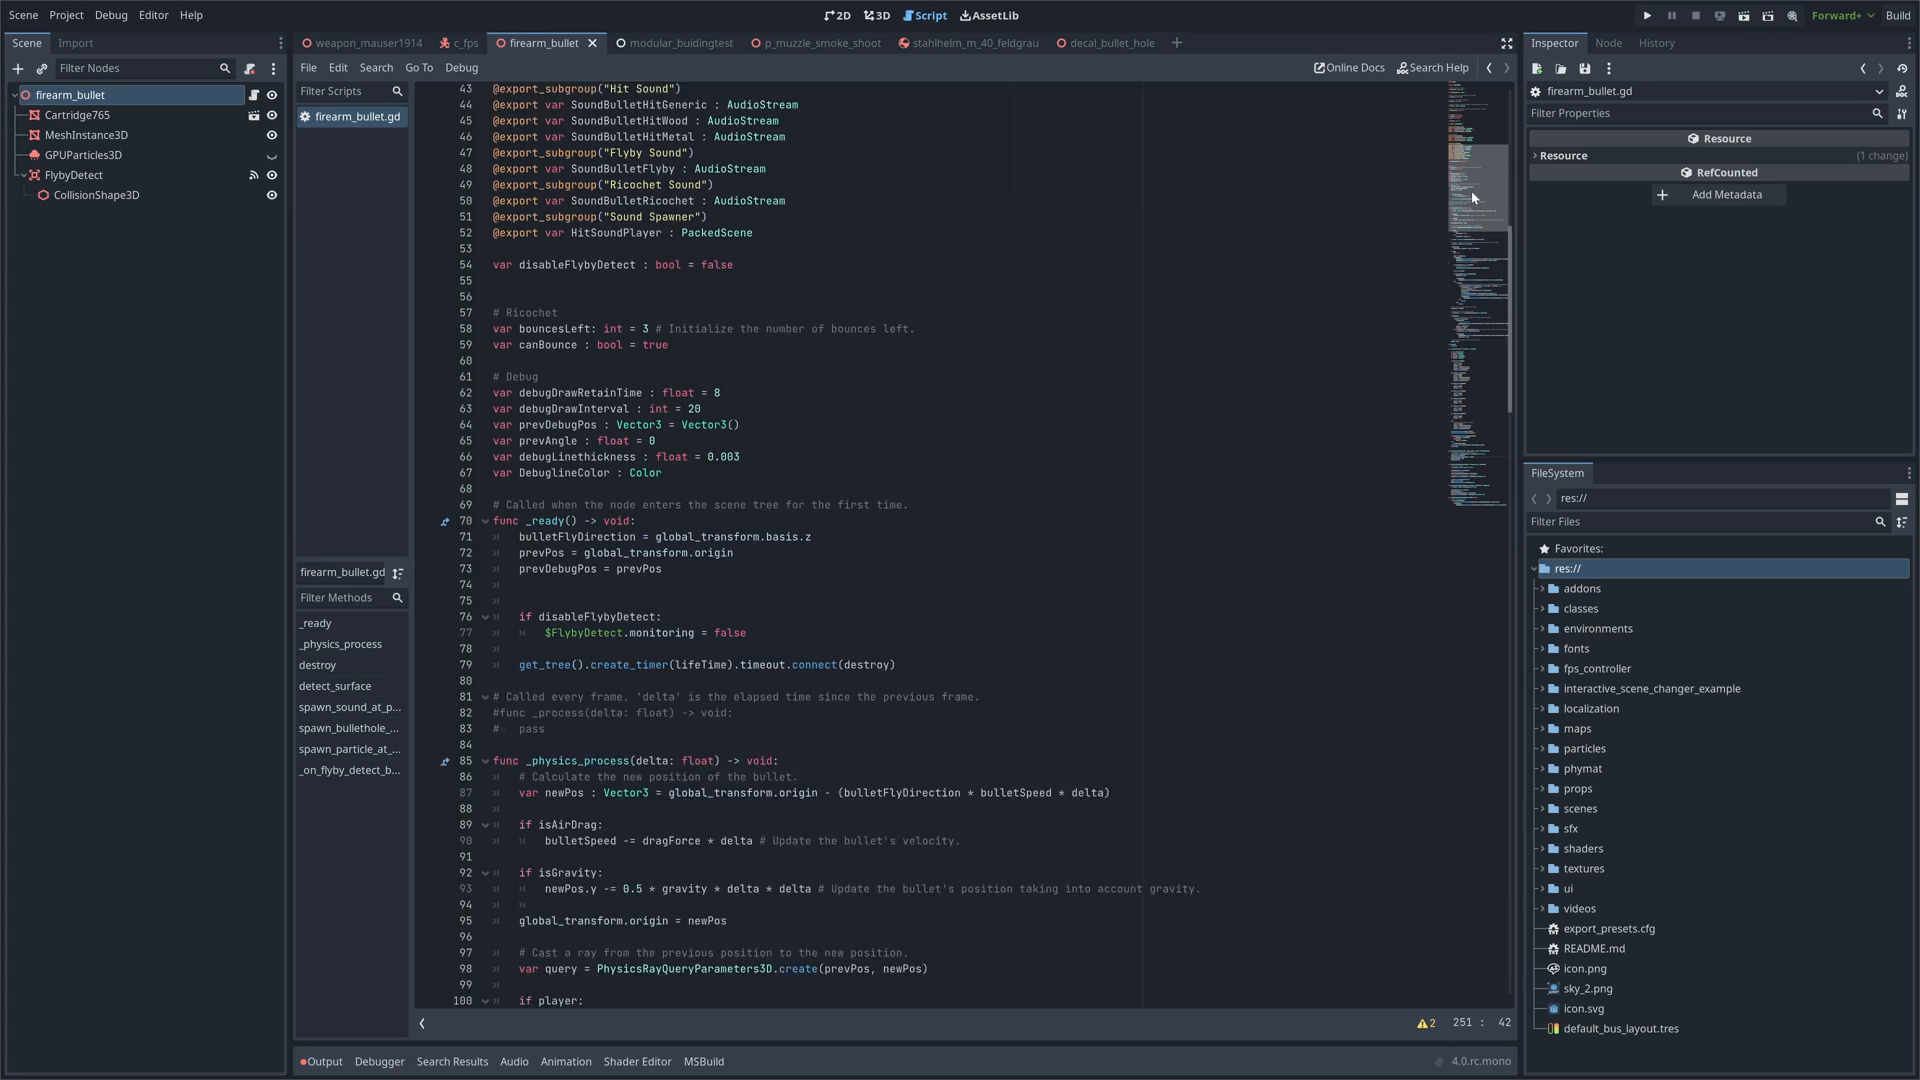 Scene Project Debug Editor Help
2D 3D Script AssetLib
Forward+ Build
Scene Import
Filter Nodes
firearm_bullet
Cartridge765
MeshInstance3D
GPUParticles3D
FlybyDetect
CollisionShape3D
weapon_mauser1914 c_fps firearm_bullet modular_buidingtest p_muzzle_smoke_shoot stahlhelm_m_40_feldgrau decal_bullet_hole
File Edit Search Go To Debug
Online Docs Search Help
Filter Scripts
firearm_bullet.gd
firearm_bullet.gd
Filter Methods
_ready
_physics_process
destroy
detect_surface
spawn_sound_at_p...
spawn_bullethole_...
spawn_particle_at_...
_on_flyby_detect_b...
43 @export_subgroup("Hit Sound")
44 @export var SoundBulletHitGeneric : AudioStream
45 @export var SoundBulletHitWood : AudioStream
46 @export var SoundBulletHitMetal : AudioStream
47 @export_subgroup("Flyby Sound")
48 @export var SoundBulletFlyby : AudioStream
49 @export_subgroup("Ricochet Sound")
50 @export var SoundBulletRicochet : AudioStream
51 @export_subgroup("Sound Spawner")
52 @export var HitSoundPlayer : PackedScene
53
54 var disableFlybyDetect : bool = false
55
56
57 # Ricochet
58 var bouncesLeft: int = 3 # Initialize the number of bounces left.
59 var canBounce : bool = true
60
61 # Debug
62 var debugDrawRetainTime : float = 8
63 var debugDrawInterval : int = 20
64 var prevDebugPos : Vector3 = Vector3()
65 var prevAngle : float = 0
66 var debugLinethickness : float = 0.003
67 var DebuglineColor : Color
68
69 # Called when the node enters the scene tree for the first time.
70 func _ready() -> void:
71 bulletFlyDirection = global_transform.basis.z
72 prevPos = global_transform.origin
73 prevDebugPos = prevPos
74
75
76 if disableFlybyDetect:
77 $FlybyDetect.monitoring = false
78
79 get_tree().create_timer(lifeTime).timeout.connect(destroy)
80
81 # Called every frame. 'delta' is the elapsed time since the previous frame.
82 #func _process(delta: float) -> void:
83 # pass
84
85 func _physics_process(delta: float) -> void:
86 # Calculate the new position of the bullet.
87 var newPos : Vector3 = global_transform.origin - (bulletFlyDirection * bulletSpeed * delta)
88
89 if isAirDrag:
90 bulletSpeed -= dragForce * delta # Update the bullet's velocity.
91
92 if isGravity:
93 newPos.y -= 0.5 * gravity * delta * delta # Update the bullet's position taking into account gravity.
94
95 global_transform.origin = newPos
96
97 # Cast a ray from the previous position to the new position.
98 var query = PhysicsRayQueryParameters3D.create(prevPos, newPos)
99
100 if player:
2 251 : 42
Output Debugger Search Results Audio Animation Shader Editor MSBuild
4.0.rc.mono
Inspector Node History
firearm_bullet.gd
Filter Properties
Resource
Resource (1 change)
RefCounted
Add Metadata
FileSystem
res://
Filter Files
Favorites:
res://
addons
classes
environments
fonts
fps_controller
interactive_scene_changer_example
localization
maps
particles
phymat
props
scenes
sfx
shaders
textures
ui
videos
export_presets.cfg
README.md
icon.png
sky_2.png
icon.svg
default_bus_layout.tres